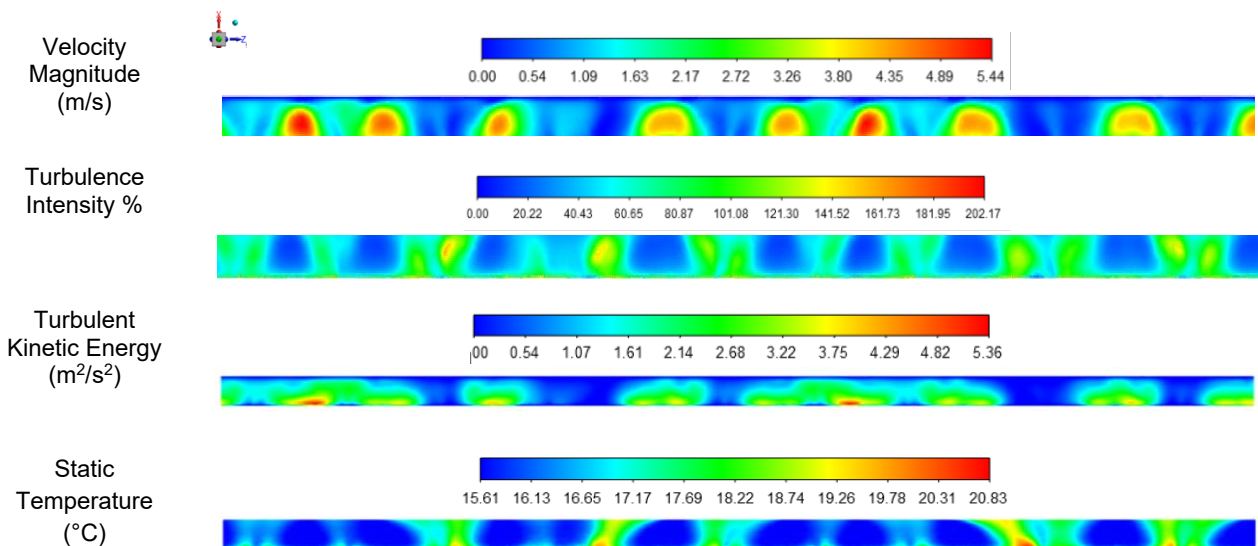 X
Z
Velocity
Magnitude
(m/s)
0.00 0.54 1.09 1.63 2.17 2.72 3.26 3.80 4.35 4.89 5.44
Turbulence
Intensity %
0.00 20.22 40.43 60.65 80.87 101.08 121.30 141.52 161.73 181.95 202.17
Turbulent
Kinetic Energy
(m²/s²)
00 0.54 1.07 1.61 2.14 2.68 3.22 3.75 4.29 4.82 5.36
Static
Temperature
(°C)
15.61 16.13 16.65 17.17 17.69 18.22 18.74 19.26 19.78 20.31 20.83